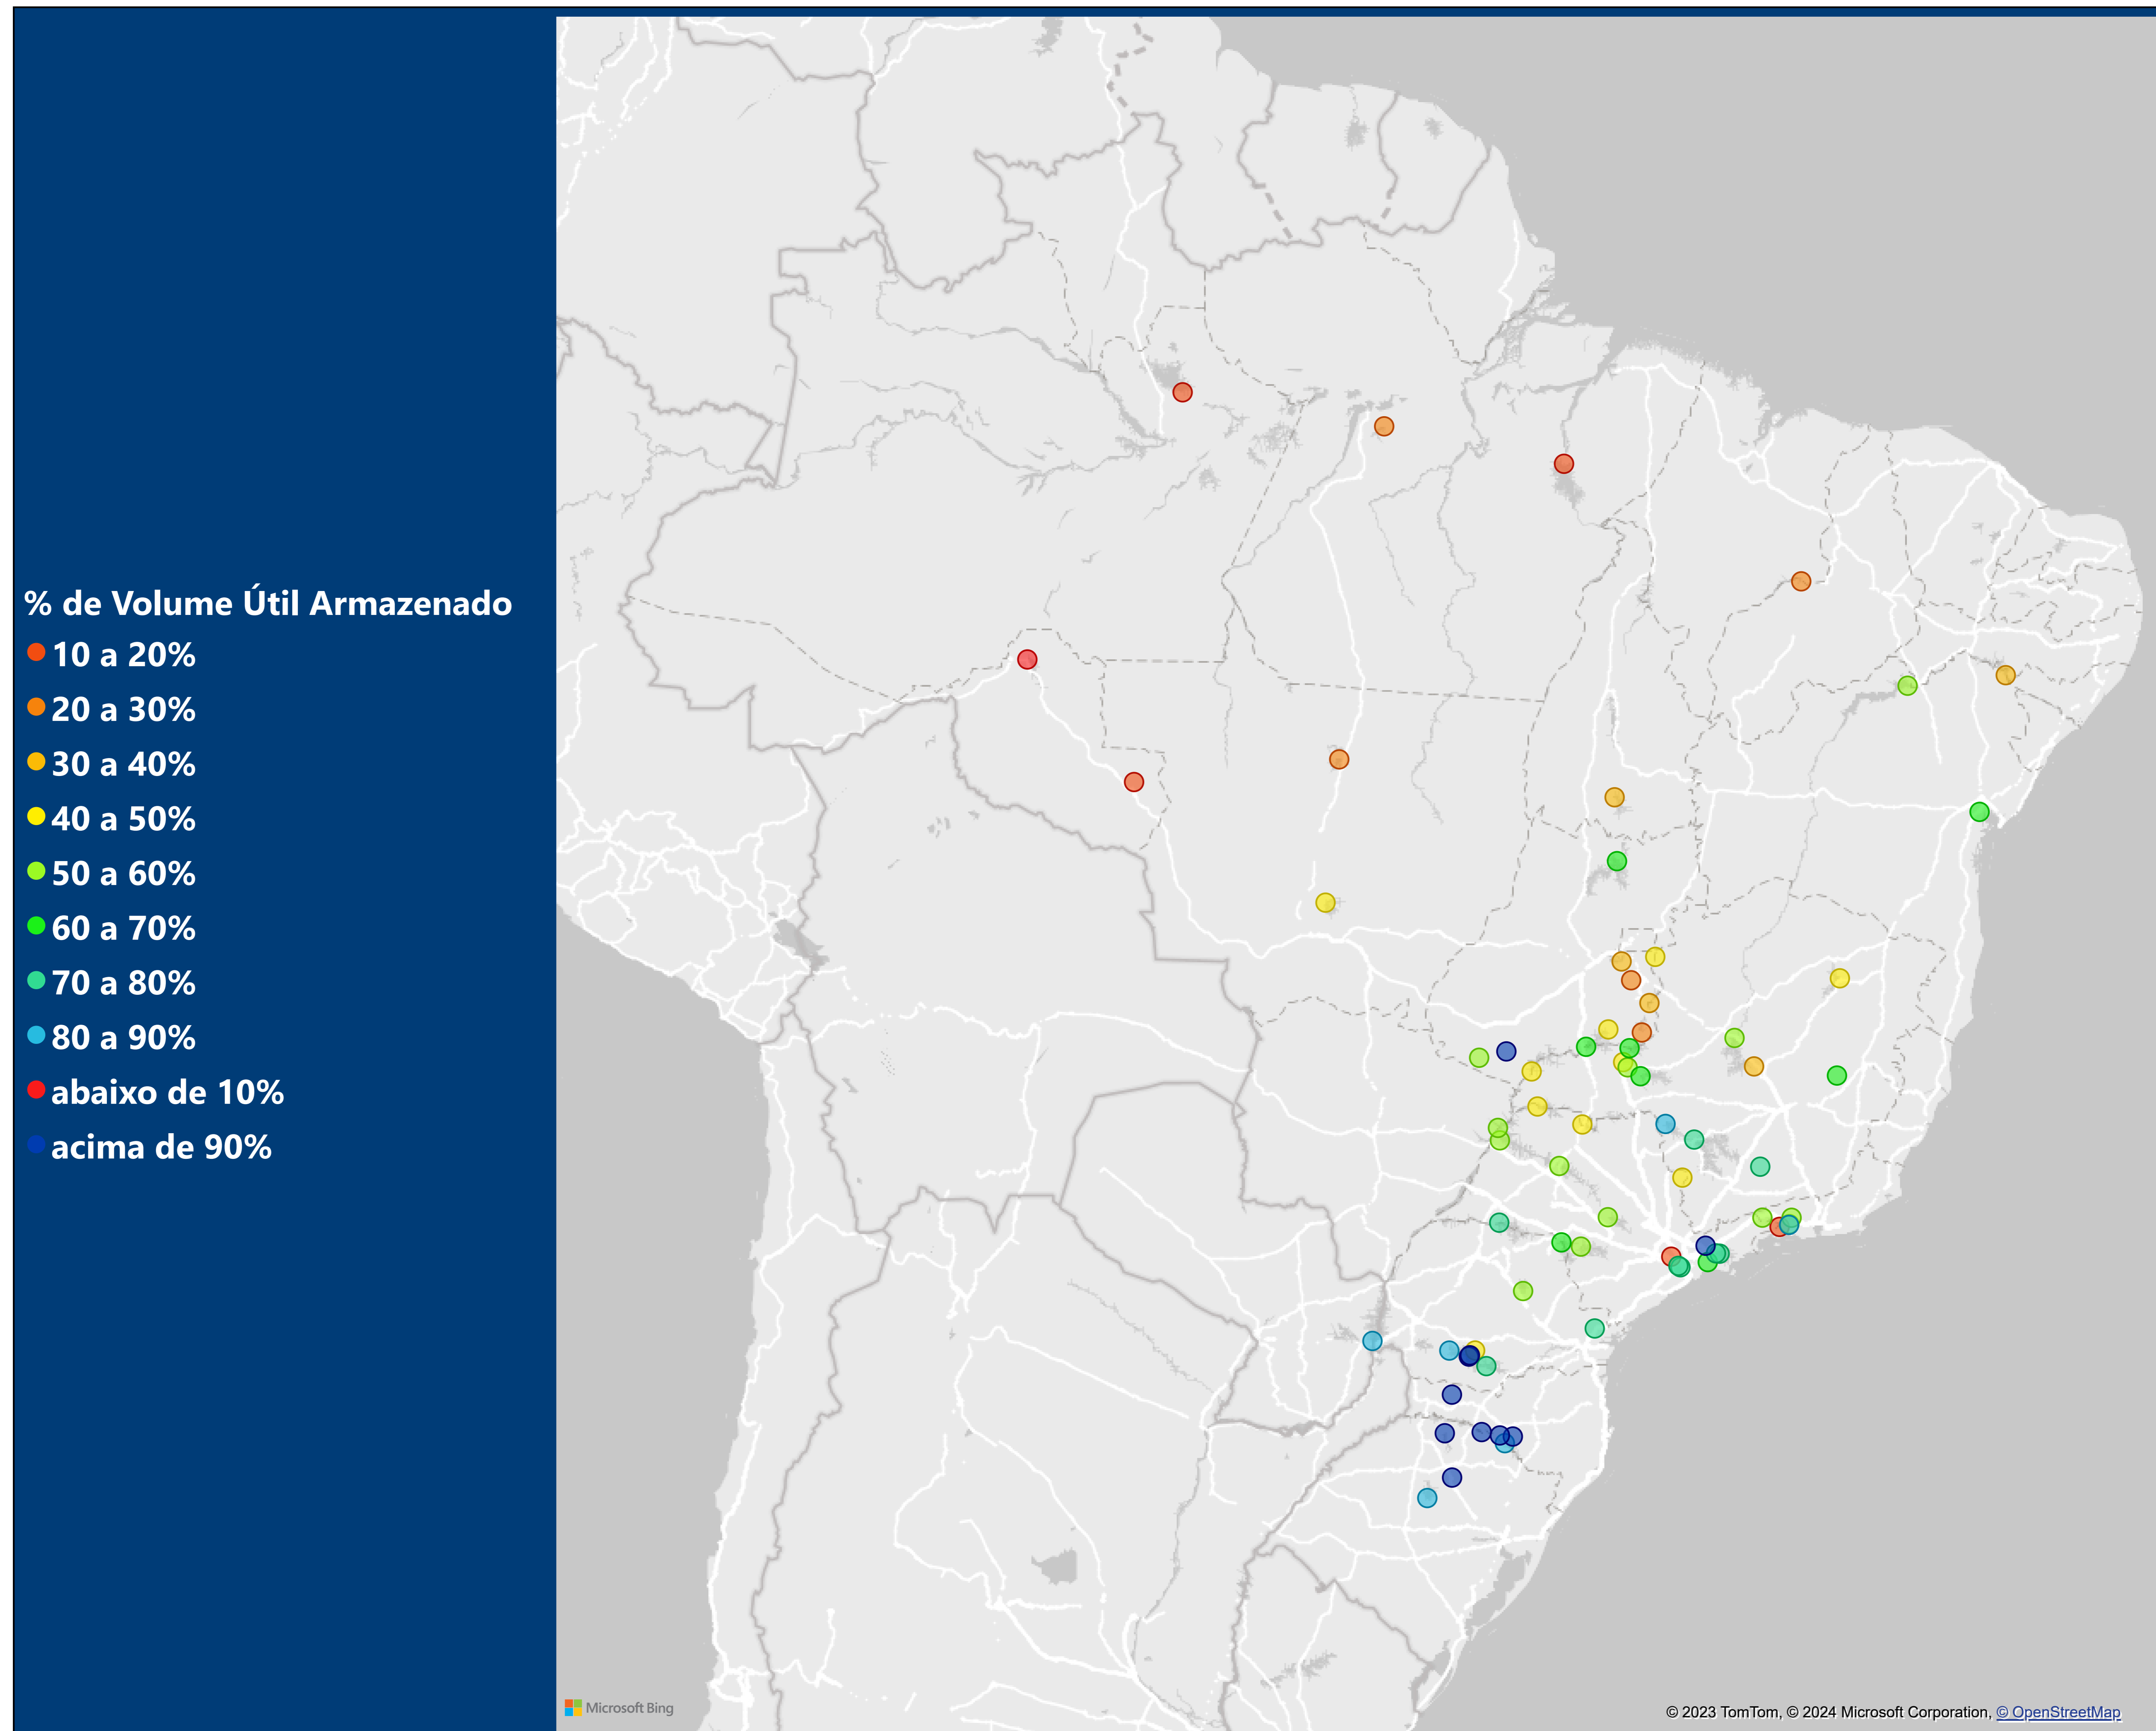 % de Volume Útil Armazenado
10 a 20%
20 a 30%
30 a 40%
40 a 50%
50 a 60%
60 a 70%
70 a 80%
80 a 90%
abaixo de 10%
acima de 90%
Microsoft Bing
© 2023 TomTom, © 2024 Microsoft Corporation, © OpenStreetMap